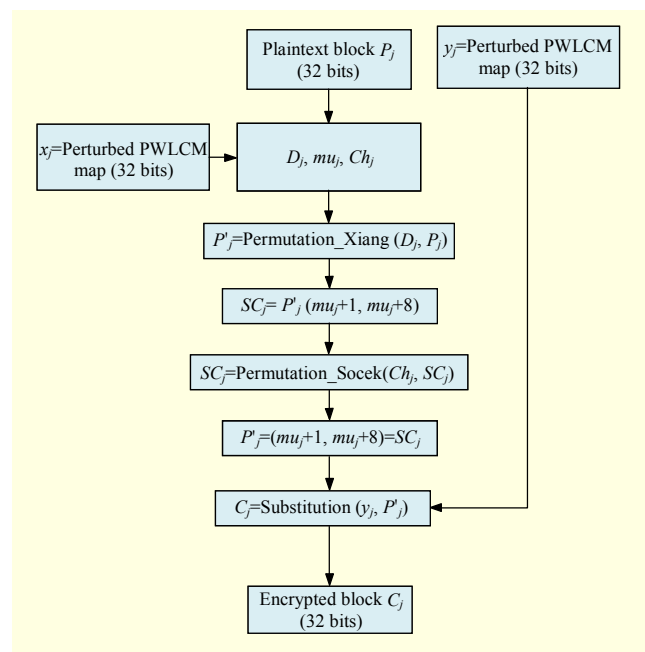 Plaintext block Pj
(32 bits)
yj=Perturbed PWLCM
map (32 bits)
xj=Perturbed PWLCM
map (32 bits)
Dj, muj, Chj
P'j=Permutation_Xiang (Dj, Pj)
SCj= P'j (muj+1, muj+8)
SCj=Permutation_Socek(Chj, SCj)
P'j=(muj+1, muj+8)=SCj
Cj=Substitution (yj, P'j)
Encrypted block Cj
(32 bits)